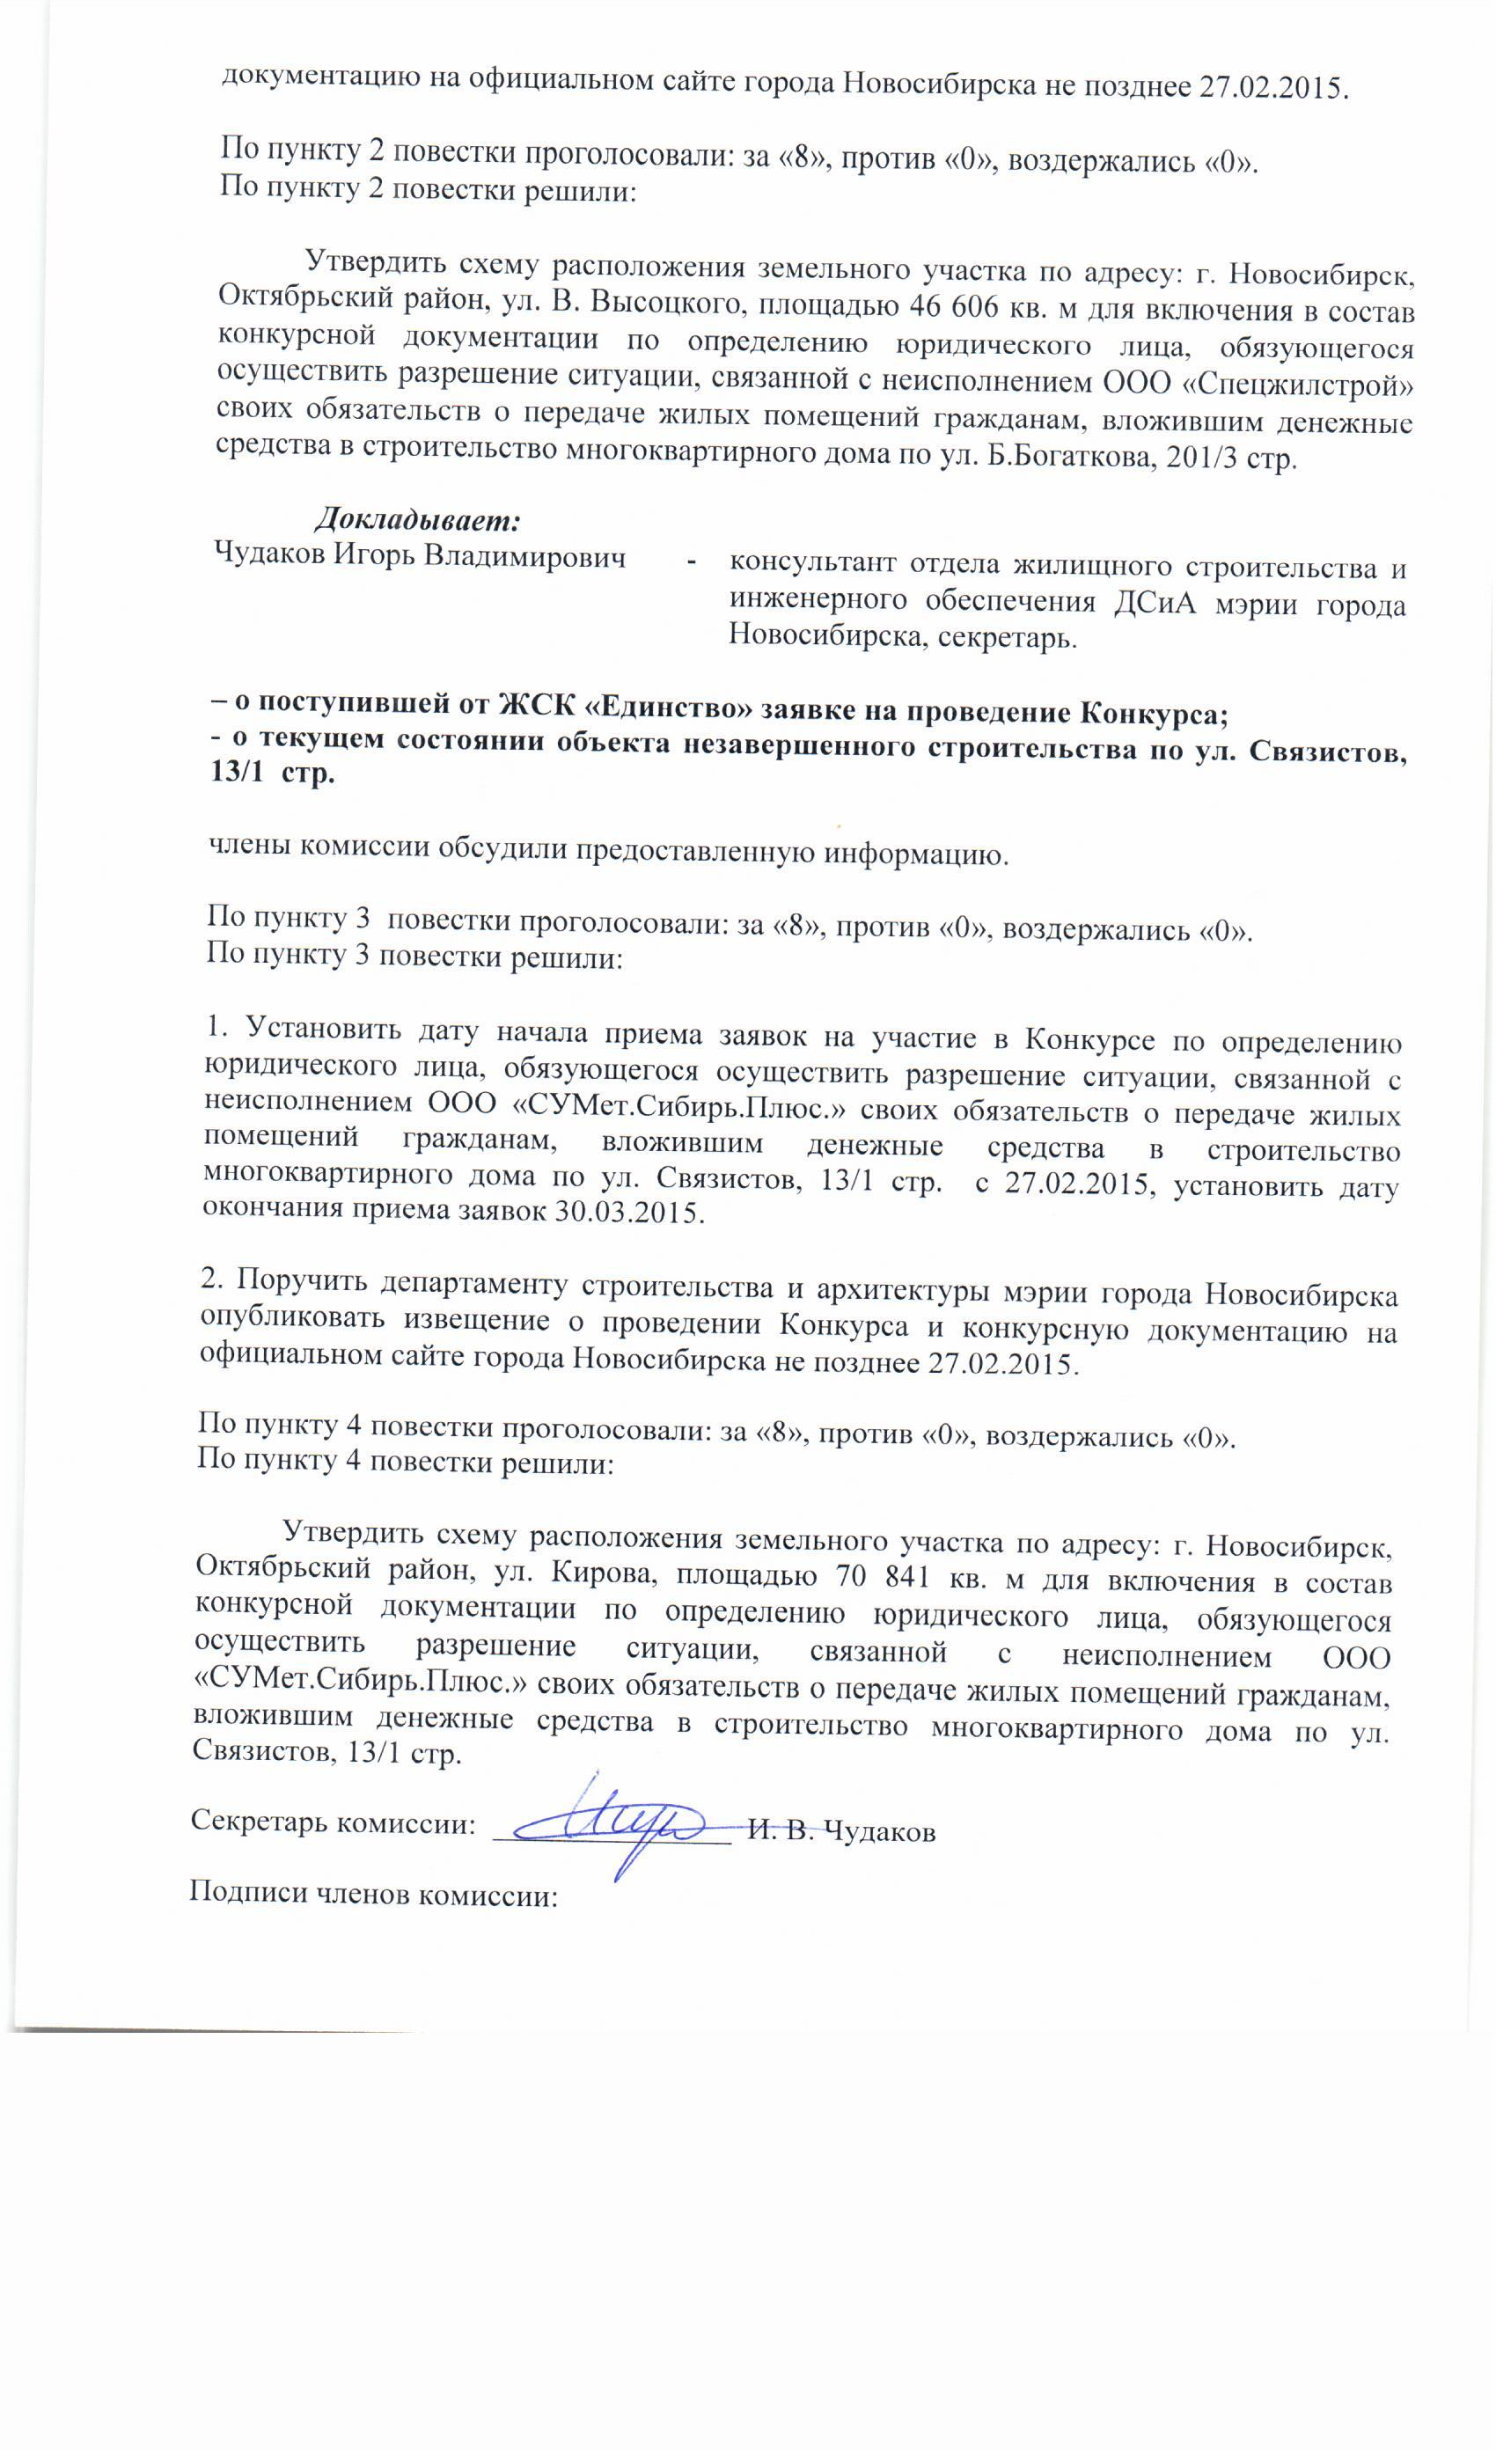 документацию на официальном сайте города Новосибирска не позднее 27.02.2015.
По пункту 2 повестки проголосовали: за «8», против «0», воздержались «0».
По пункту 2 повестки решили:
Утвердить схему расположения земельного участка по адресу: г. Новосибирск,
Октябрьский район, ул. В. Высоцкого, площадью 46 606 кв. м для включения в состав
конкурсной документации по определению юридического лица, обязующегося
осуществить разрешение ситуации, связанной с неисполнением ООО «Спецжилстрой»
своих обязательств о передаче жилых помещений гражданам, вложившим денежные
средства в строительство многоквартирного дома по ул. Б.Богаткова, 201/3 стр.
Докладывает:
Чудаков Игорь Владимирович - консультант отдела жилищного строительства и
инженерного обеспечения ДСиА мэрии города
Новосибирска, секретарь.
– о поступившей от ЖСК «Единство» заявке на проведение Конкурса;
- о текущем состоянии объекта незавершенного строительства по ул. Связистов,
13/1 стр.
члены комиссии обсудили предоставленную информацию.
По пункту 3 повестки проголосовали: за «8», против «0», воздержались «0».
По пункту 3 повестки решили:
1. Установить дату начала приема заявок на участие в Конкурсе по определению
юридического лица, обязующегося осуществить разрешение ситуации, связанной с
неисполнением ООО «СУМет.Сибирь.Плюс.» своих обязательств о передаче жилых
помещений гражданам, вложившим денежные средства в строительство
многоквартирного дома по ул. Связистов, 13/1 стр. с 27.02.2015, установить дату
окончания приема заявок 30.03.2015.
2. Поручить департаменту строительства и архитектуры мэрии города Новосибирска
опубликовать извещение о проведении Конкурса и конкурсную документацию на
официальном сайте города Новосибирска не позднее 27.02.2015.
По пункту 4 повестки проголосовали: за «8», против «0», воздержались «0».
По пункту 4 повестки решили:
Утвердить схему расположения земельного участка по адресу: г. Новосибирск,
Октябрьский район, ул. Кирова, площадью 70 841 кв. м для включения в состав
конкурсной документации по определению юридического лица, обязующегося
осуществить разрешение ситуации, связанной с неисполнением ООО
«СУМет.Сибирь.Плюс.» своих обязательств о передаче жилых помещений гражданам,
вложившим денежные средства в строительство многоквартирного дома по ул.
Связистов, 13/1 стр.
Секретарь комиссии: И. В. Чудаков
Подписи членов комиссии: